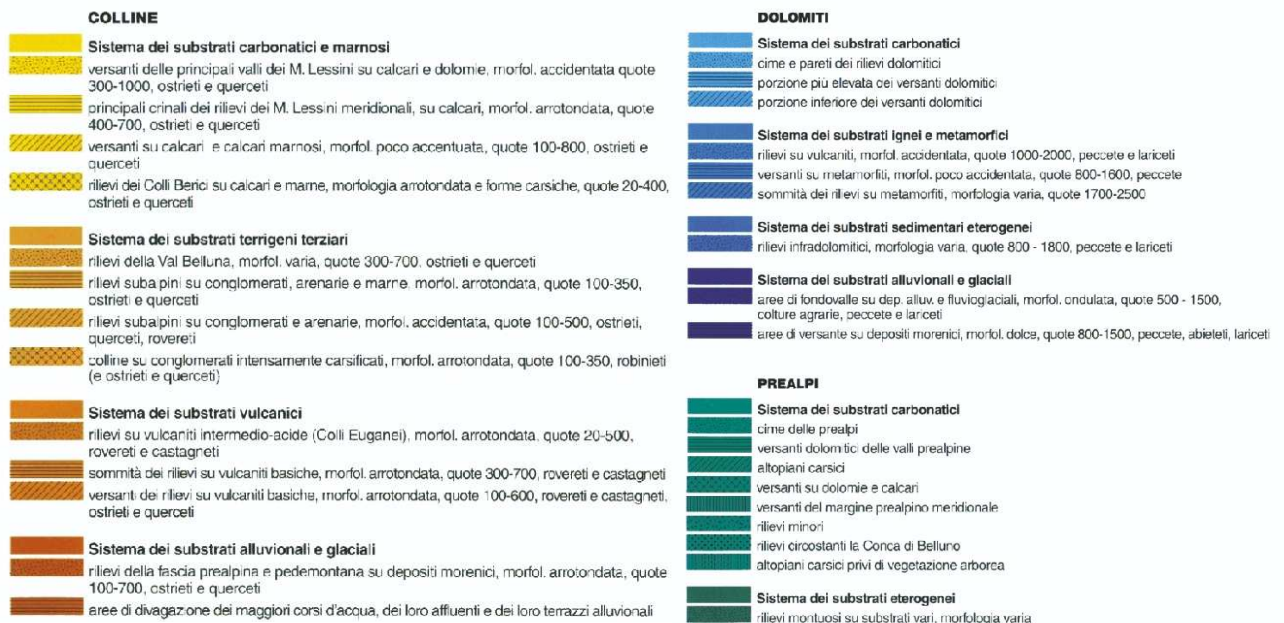 COLLINE
Sistema dei substrati carbonatici e marnosi
versanti delle principali valli dei M. Lessini su calcari e dolomie, morfol. accidentata quote
300-1000, ostrieti e querceti
principali crinali dei rilievi dei M. Lessini meridionali, su calcari, morfol. arrotondata, quote
400-700, ostrieti e querceti
versanti su calcari e calcari marnosi, morfol. poco accentuata, quote 100-800, ostrieti e
querceti
rilievi dei Colli Berici su calcari e marne, morfologia arrotondata e forme carsiche, quote 20-400,
ostrieti e querceti
Sistema dei substrati terrigeni terziari
rilievi della Val Belluna, morfol. varia, quote 300-700, ostrieti e querceti
rilievi subalpini su conglomerati, arenarie e marne, morfol. arrotondata, quote 100-350,
ostrieti e querceti
rilievi subalpini su conglomerati e arenarie, morfol. accidentata, quote 100-500, ostrieti,
querceti, rovereti
colline su conglomerati intensamente carsificati, morfol. arrotondata, quote 100-350, robinieti
(e ostrieti e querceti)
Sistema dei substrati vulcanici
rilievi su vulcaniti intermedio-acide (Colli Euganei), morfol. arrotondata, quote 20-500,
rovereti e castagneti
sommità dei rilievi su vulcaniti basiche, morfol. arrotondata, quote 300-700, rovereti e castagneti
versanti dei rilievi su vulcaniti basiche, morfol. arrotondata, quote 100-600, rovereti e castagneti,
ostrieti e querceti
Sistema dei substrati alluvionali e glaciali
rilievi della fascia prealpina e pedemontana su depositi morenici, morfol. arrotondata, quote
100-700, ostrieti e querceti
aree di divagazione dei maggiori corsi d'acqua, dei loro affluenti e dei loro terrazzi alluvionali
DOLOMITI
Sistema dei substrati carbonatici
cime e pareti dei rilievi dolomitici
porzione più elevata dei versanti dolomitici
porzione inferiore dei versanti dolomitici
Sistema dei substrati ignei e metamorfici
rilievi su vulcaniti, morfol. accidentata, quote 1000-2000, peccete e lariceti
versanti su metamorfiti, morfol. poco accidentata, quote 800-1600, peccete
sommità dei rilievi su metamorfiti, morfologia varia, quote 1700-2500
Sistema dei substrati sedimentari eterogenei
rilievi infradolomitici, morfologia varia, quote 800 - 1800, peccete e lariceti
Sistema dei substrati alluvionali e glaciali
aree di fondovalle su dep. alluv. e fluvioglaciali, morfol. ondulata, quote 500 - 1500,
colture agrarie, peccete e lariceti
aree di versante su depositi morenici, morfol. dolce, quote 800-1500, peccete, abieteti, lariceti
PREALPI
Sistema dei substrati carbonatici
cime delle prealpi
versanti dolomitici delle valli prealpine
altopiani carsici
versanti su dolomie e calcari
versanti del margine prealpino meridionale
rilievi minori
rilievi circostanti la Conca di Belluno
altopiani carsici privi di vegetazione arborea
Sistema dei substrati eterogenei
rilievi montuosi su substrati vari, morfologia varia